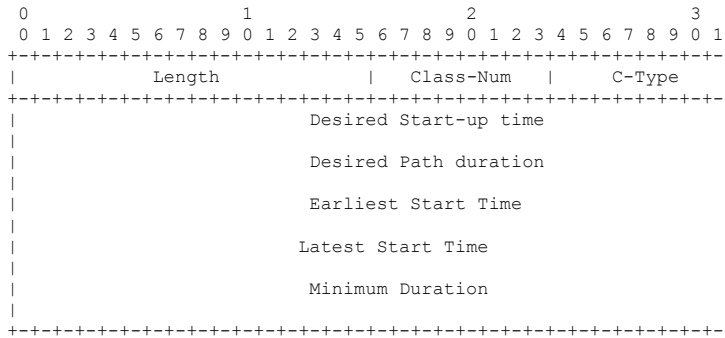 0                   1                   2                   3
 0 1 2 3 4 5 6 7 8 9 0 1 2 3 4 5 6 7 8 9 0 1 2 3 4 5 6 7 8 9 0 1
+-+-+-+-+-+-+-+-+-+-+-+-+-+-+-+-+-+-+-+-+-+-+-+-+-+-+-+-+-+-+-+-
|            Length             |   Class-Num   |     C-Type
+-+-+-+-+-+-+-+-+-+-+-+-+-+-+-+-+-+-+-+-+-+-+-+-+-+-+-+-+-+-+-+-
|                          Desired Start-up time
|
|                          Desired Path duration
|
|                          Earliest Start Time
|
|                         Latest Start Time
|
|                          Minimum Duration
|
+-+-+-+-+-+-+-+-+-+-+-+-+-+-+-+-+-+-+-+-+-+-+-+-+-+-+-+-+-+-+-+-